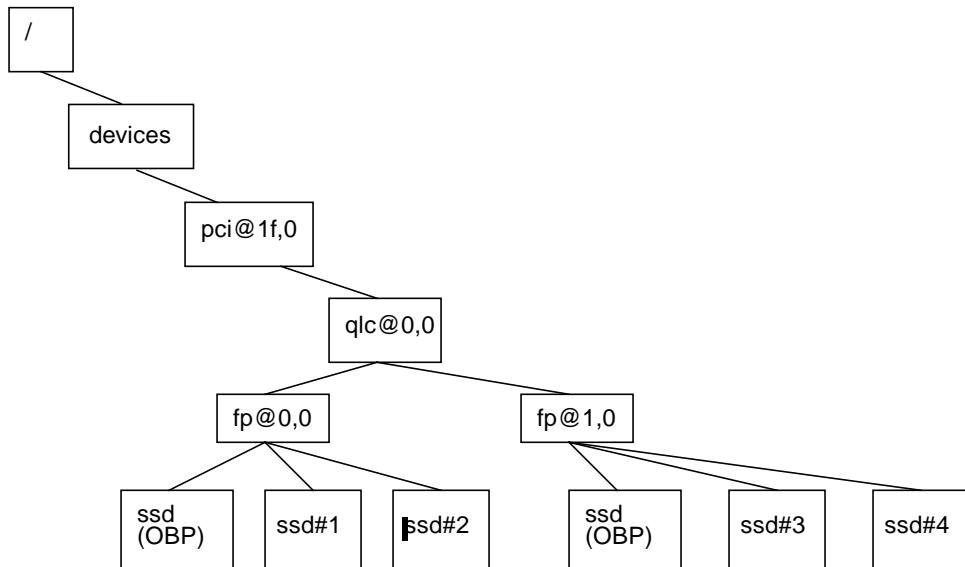 /
devices
pci@1f,0
qlc@0,0
fp@0,0
fp@1,0
ssd
(OBP)
ssd#1
ssd#2
ssd
(OBP)
ssd#3
ssd#4